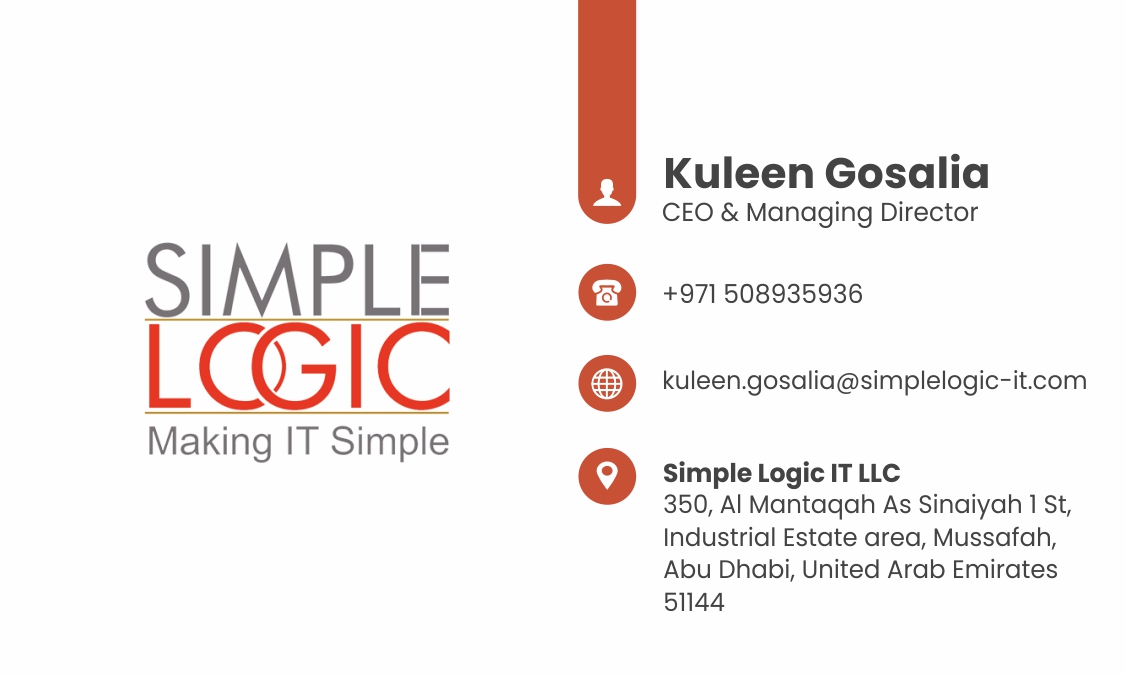 SIMPLE
LOGIC
Making IT Simple
Kuleen Gosalia
CEO & Managing Director
+971 508935936
kuleen.gosalia@simplelogic-it.com
Simple Logic IT LLC
350, Al Mantaqah As Sinaiyah 1 St,
Industrial Estate area, Mussafah,
Abu Dhabi, United Arab Emirates
51144